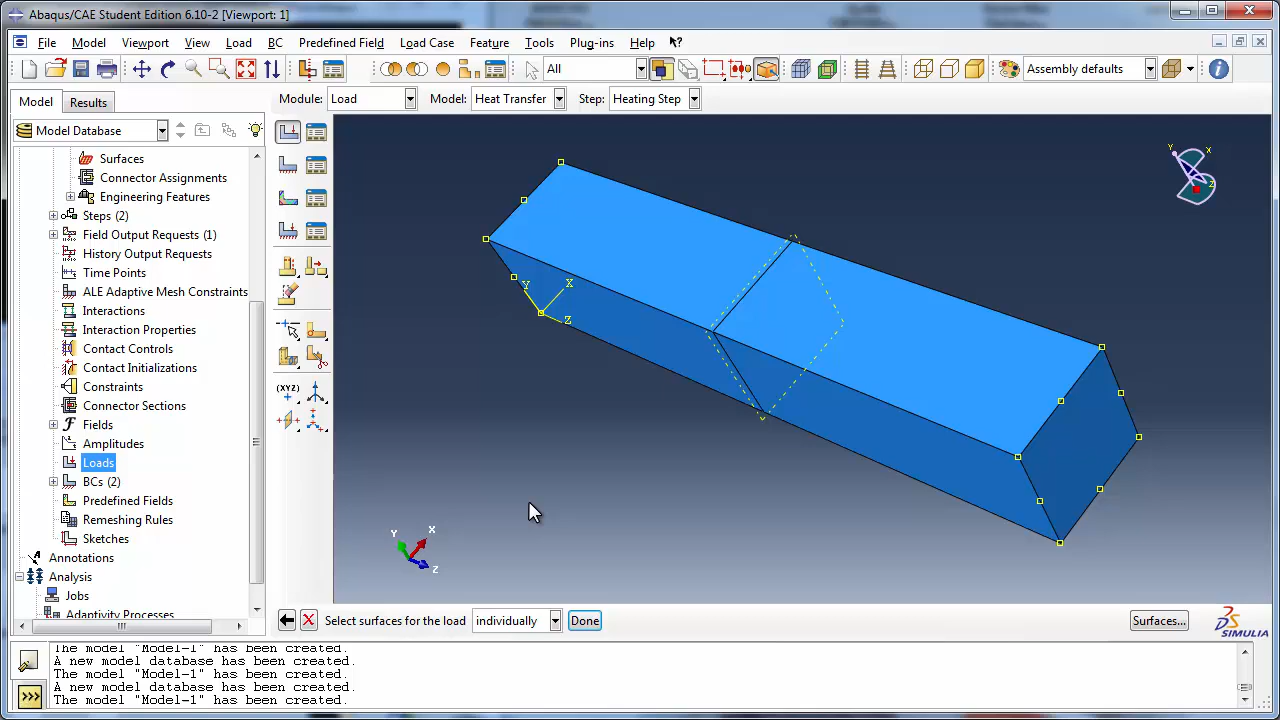 Abaqus/CAE Student Edition 6.10-2 [Viewport: 1]
File Model Viewport View Load BC Predefined Field Load Case Feature Tools Plug-ins Help
All Assembly defaults
Model Results Module: Load Model: Heat Transfer Step: Heating Step
Model Database
Surfaces
Connector Assignments
Engineering Features
Steps (2)
Field Output Requests (1)
History Output Requests
Time Points
ALE Adaptive Mesh Constraints
Interactions
Interaction Properties
Contact Controls
Contact Initializations
Constraints
Connector Sections
Fields
Amplitudes
Loads
BCs (2)
Predefined Fields
Remeshing Rules
Sketches
Annotations
Analysis
Jobs
Adaptivity Processes
(XYZ)
Y X
Z
Y X
Z
Y X
Z
Select surfaces for the load individually Done Surfaces...
SIMULIA
The model "Model-1" has been created.
A new model database has been created.
The model "Model-1" has been created.
A new model database has been created.
The model "Model-1" has been created.
>>>